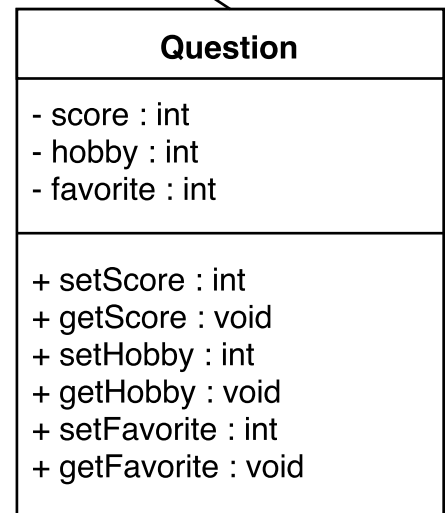 Question
- score : int
- hobby : int
- favorite : int
+ setScore : int
+ getScore : void
+ setHobby : int
+ getHobby : void
+ setFavorite : int
+ getFavorite : void